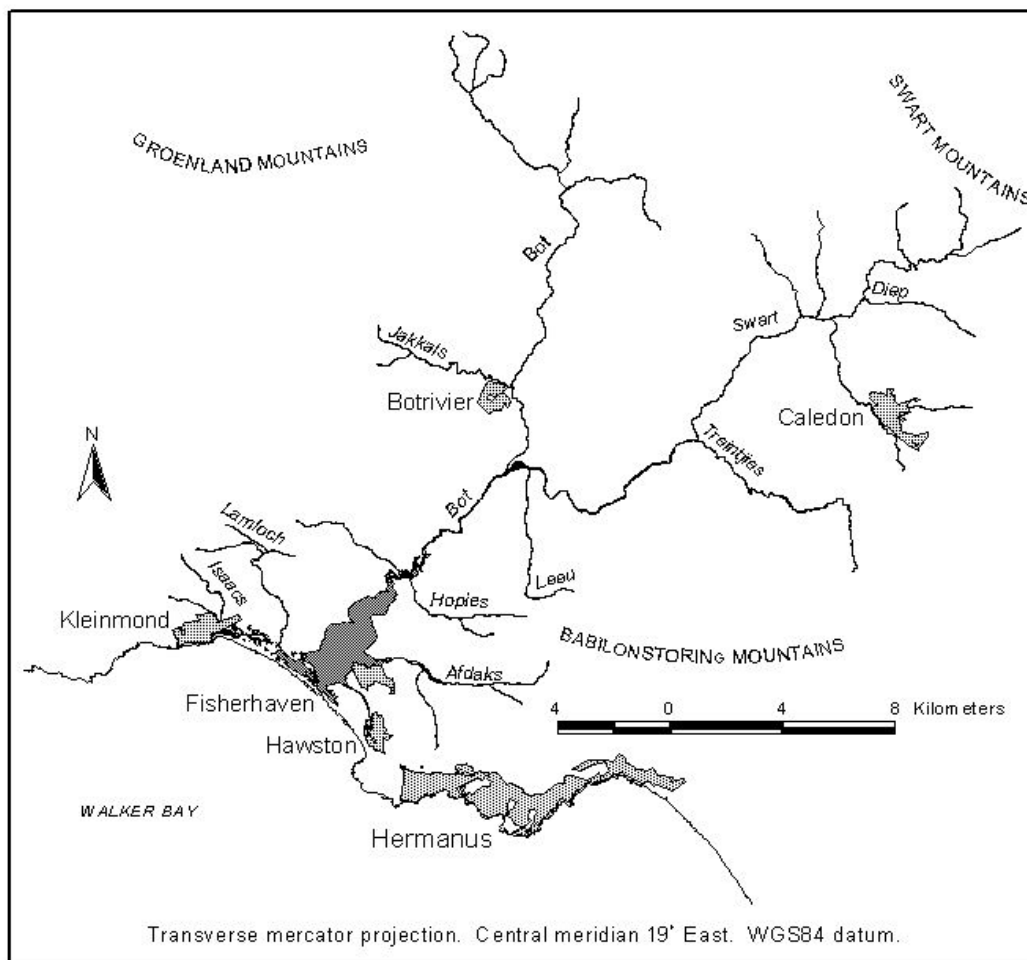 GROENLAND MOUNTAINS
SWART MOUNTAINS
Bot
Diep
Swart
Jakkals
Botrivier
Caledon
Treintjies
N
Bot
Lamloch
Isaacs
Leeu
Hopies
Kleinmond
BABILONSTORING MOUNTAINS
Afdaks
Fisherhaven
4 0 4 8 Kilometers
Hawston
WALKER BAY
Hermanus
Transverse mercator projection. Central meridian 19° East. WGS84 datum.